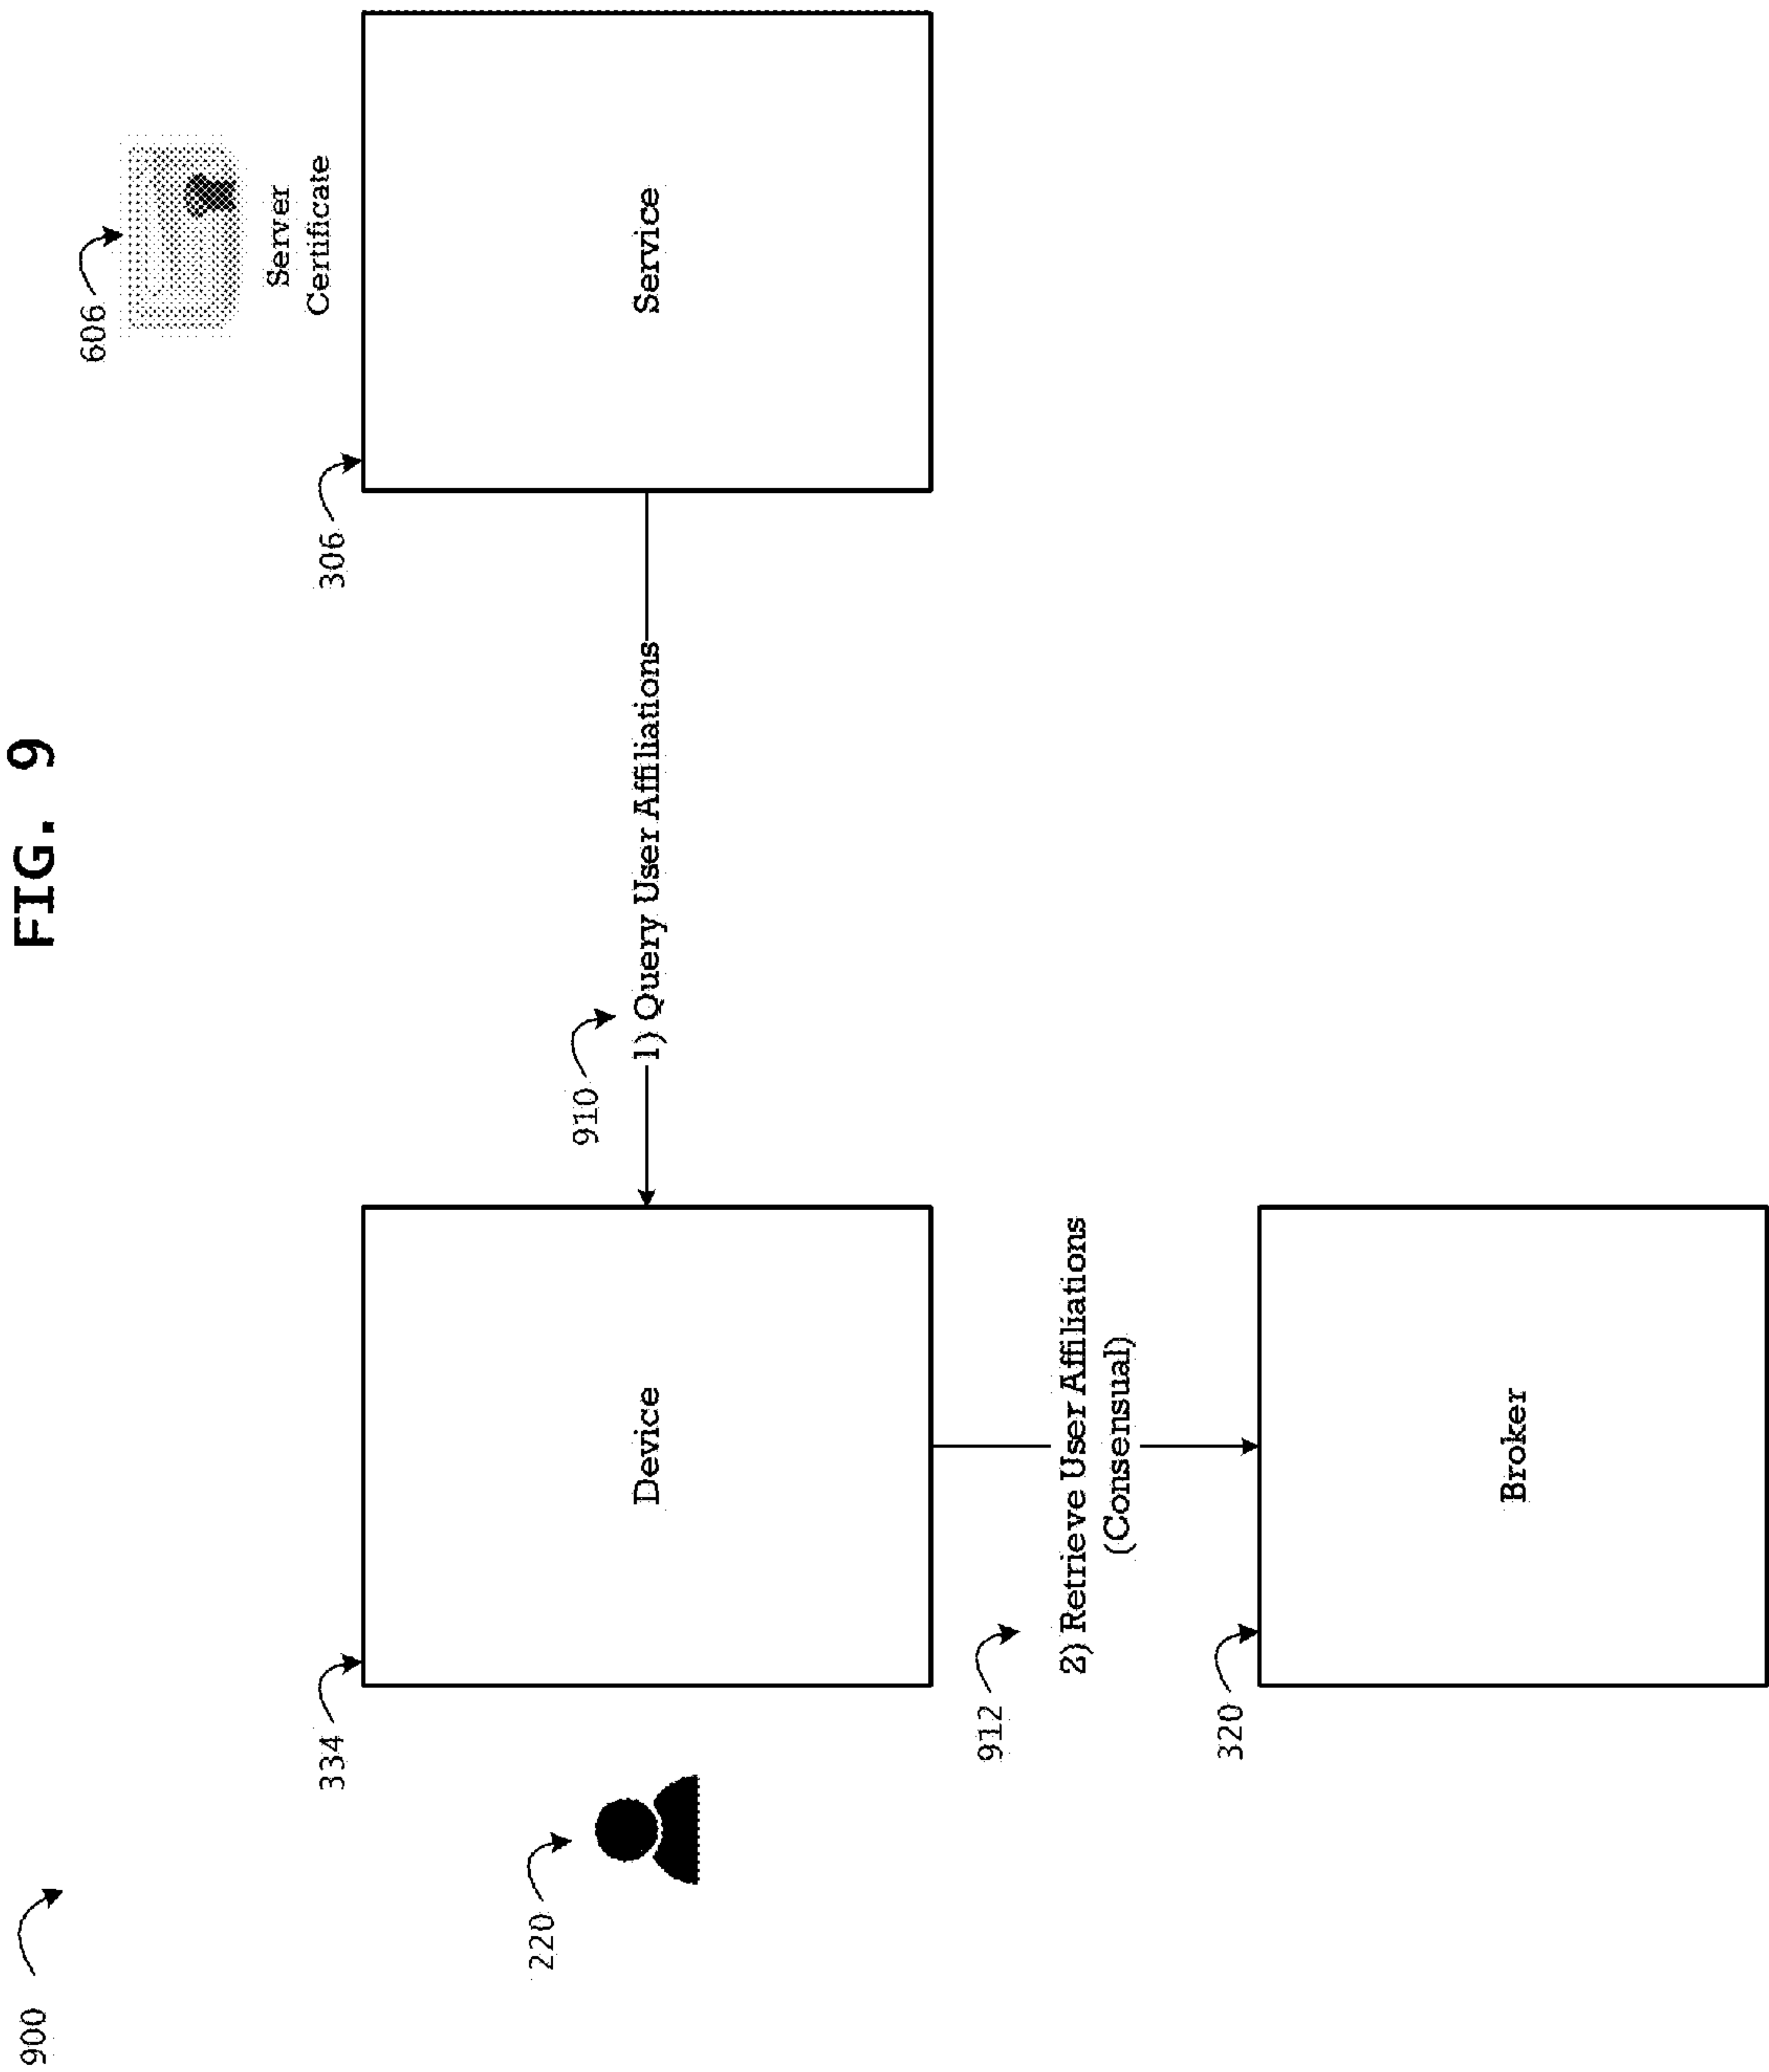 FIG. 9
900
606
Server
Certificate
334
306
220
Device
Service
910
1) Query User Affiliations
912
2) Retrieve User Affiliations
(Consensual)
320
Broker